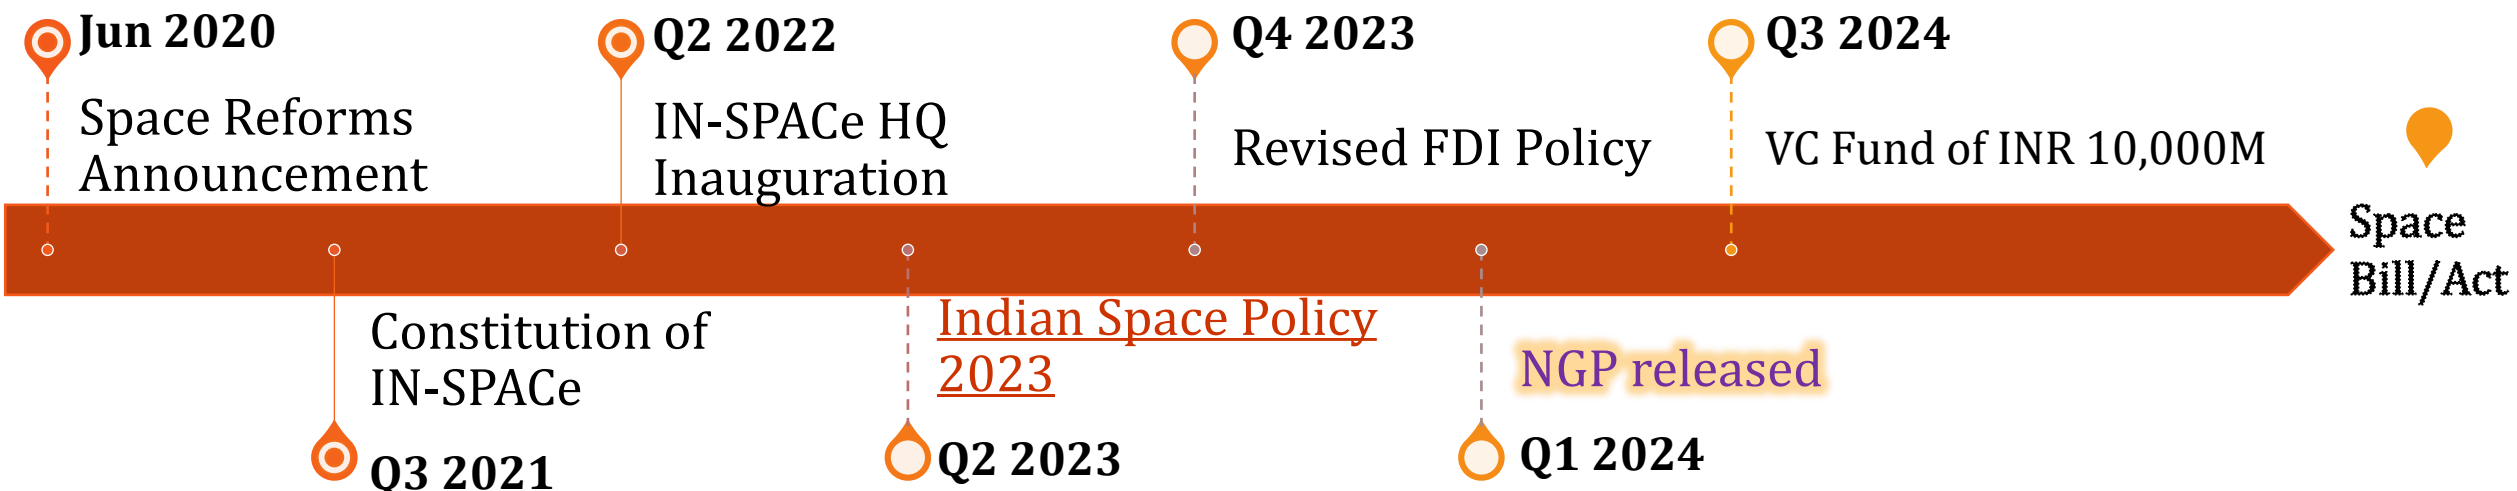 Jun 2020
Space Reforms
Announcement
Q2 2022
IN-SPACe HQ
Inauguration
Q4 2023
Revised FDI Policy
Q3 2024
VC Fund of INR 10,000M
Space
Bill/Act
Constitution of
IN-SPACe
Q3 2021
Indian Space Policy
2023
Q2 2023
NGP released
Q1 2024